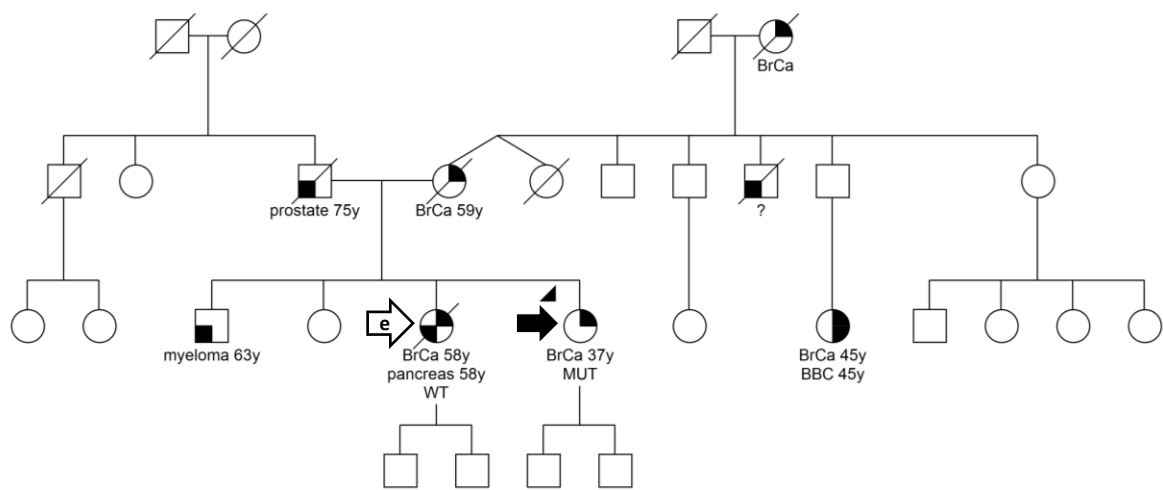 BrCa
prostate 75y
BrCa 59y
?
e
myeloma 63y
BrCa 58y
pancreas 58y
WT
BrCa 37y
MUT
BrCa 45y
BBC 45y